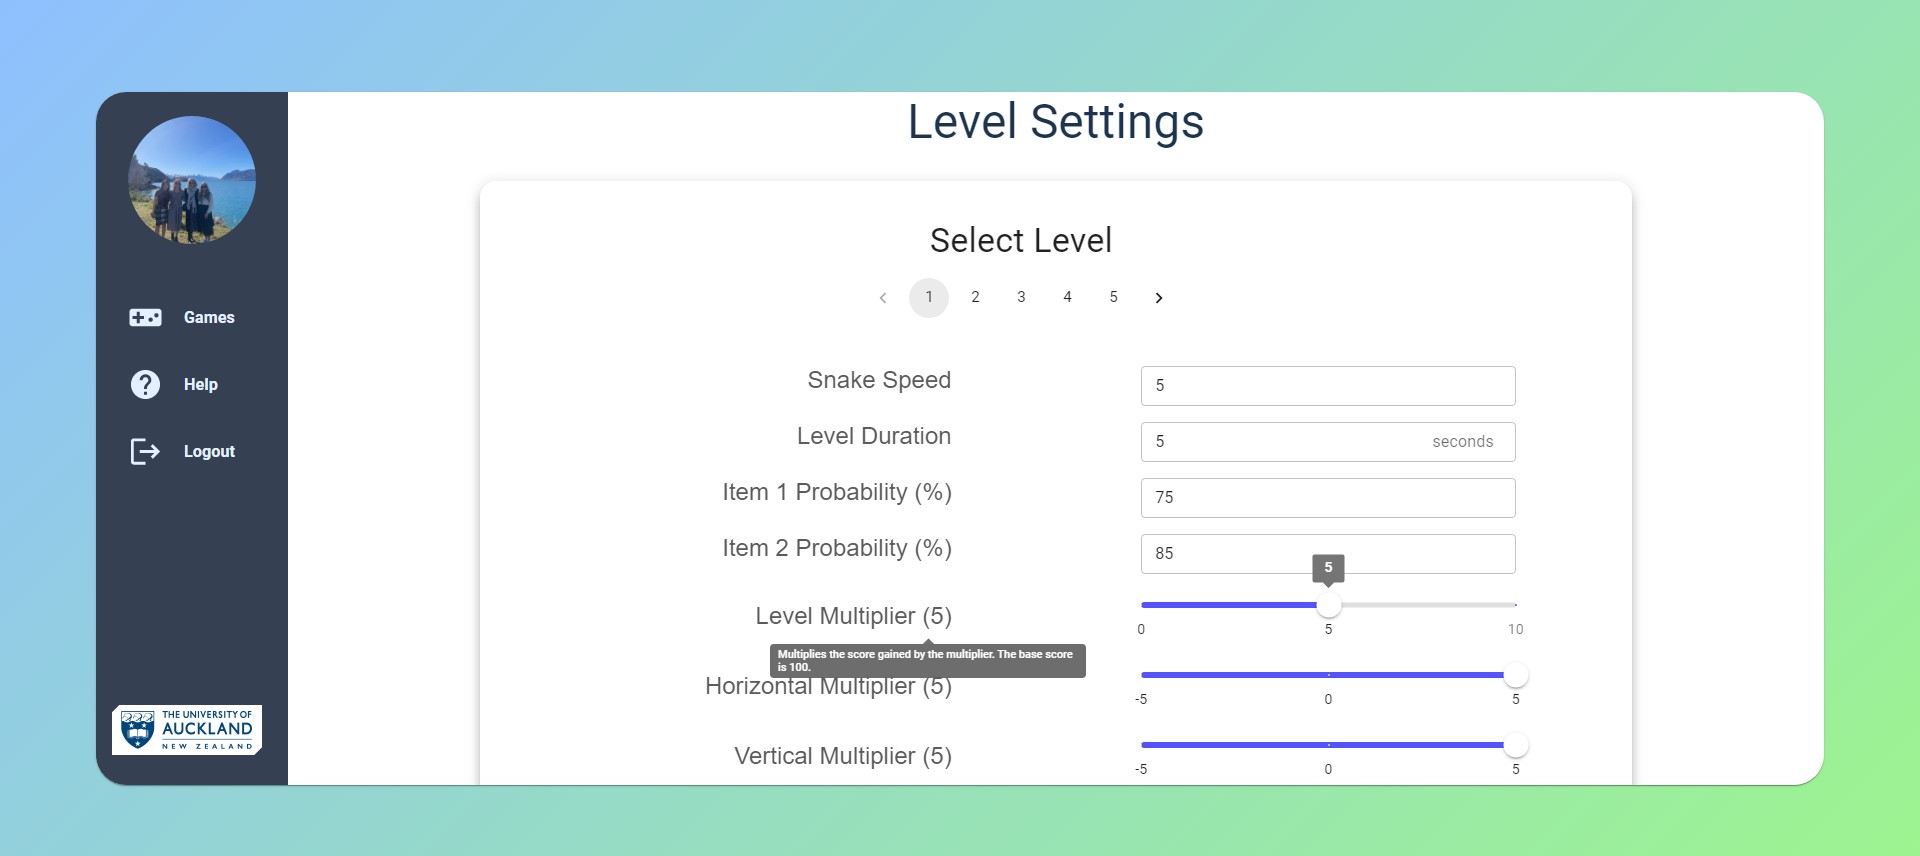 Level Settings
Games
Help
Logout
THE UNIVERSITY OF
AUCKLAND
NEW ZEALAND
Select Level
1 2 3 4 5
Snake Speed 5
Level Duration 5 seconds
Item 1 Probability (%) 75
Item 2 Probability (%) 85
5
Level Multiplier (5)
0 5 10
Multiplies the score gained by the multiplier. The base score
is 100.
Horizontal Multiplier (5)
-5 0 5
Vertical Multiplier (5)
-5 0 5